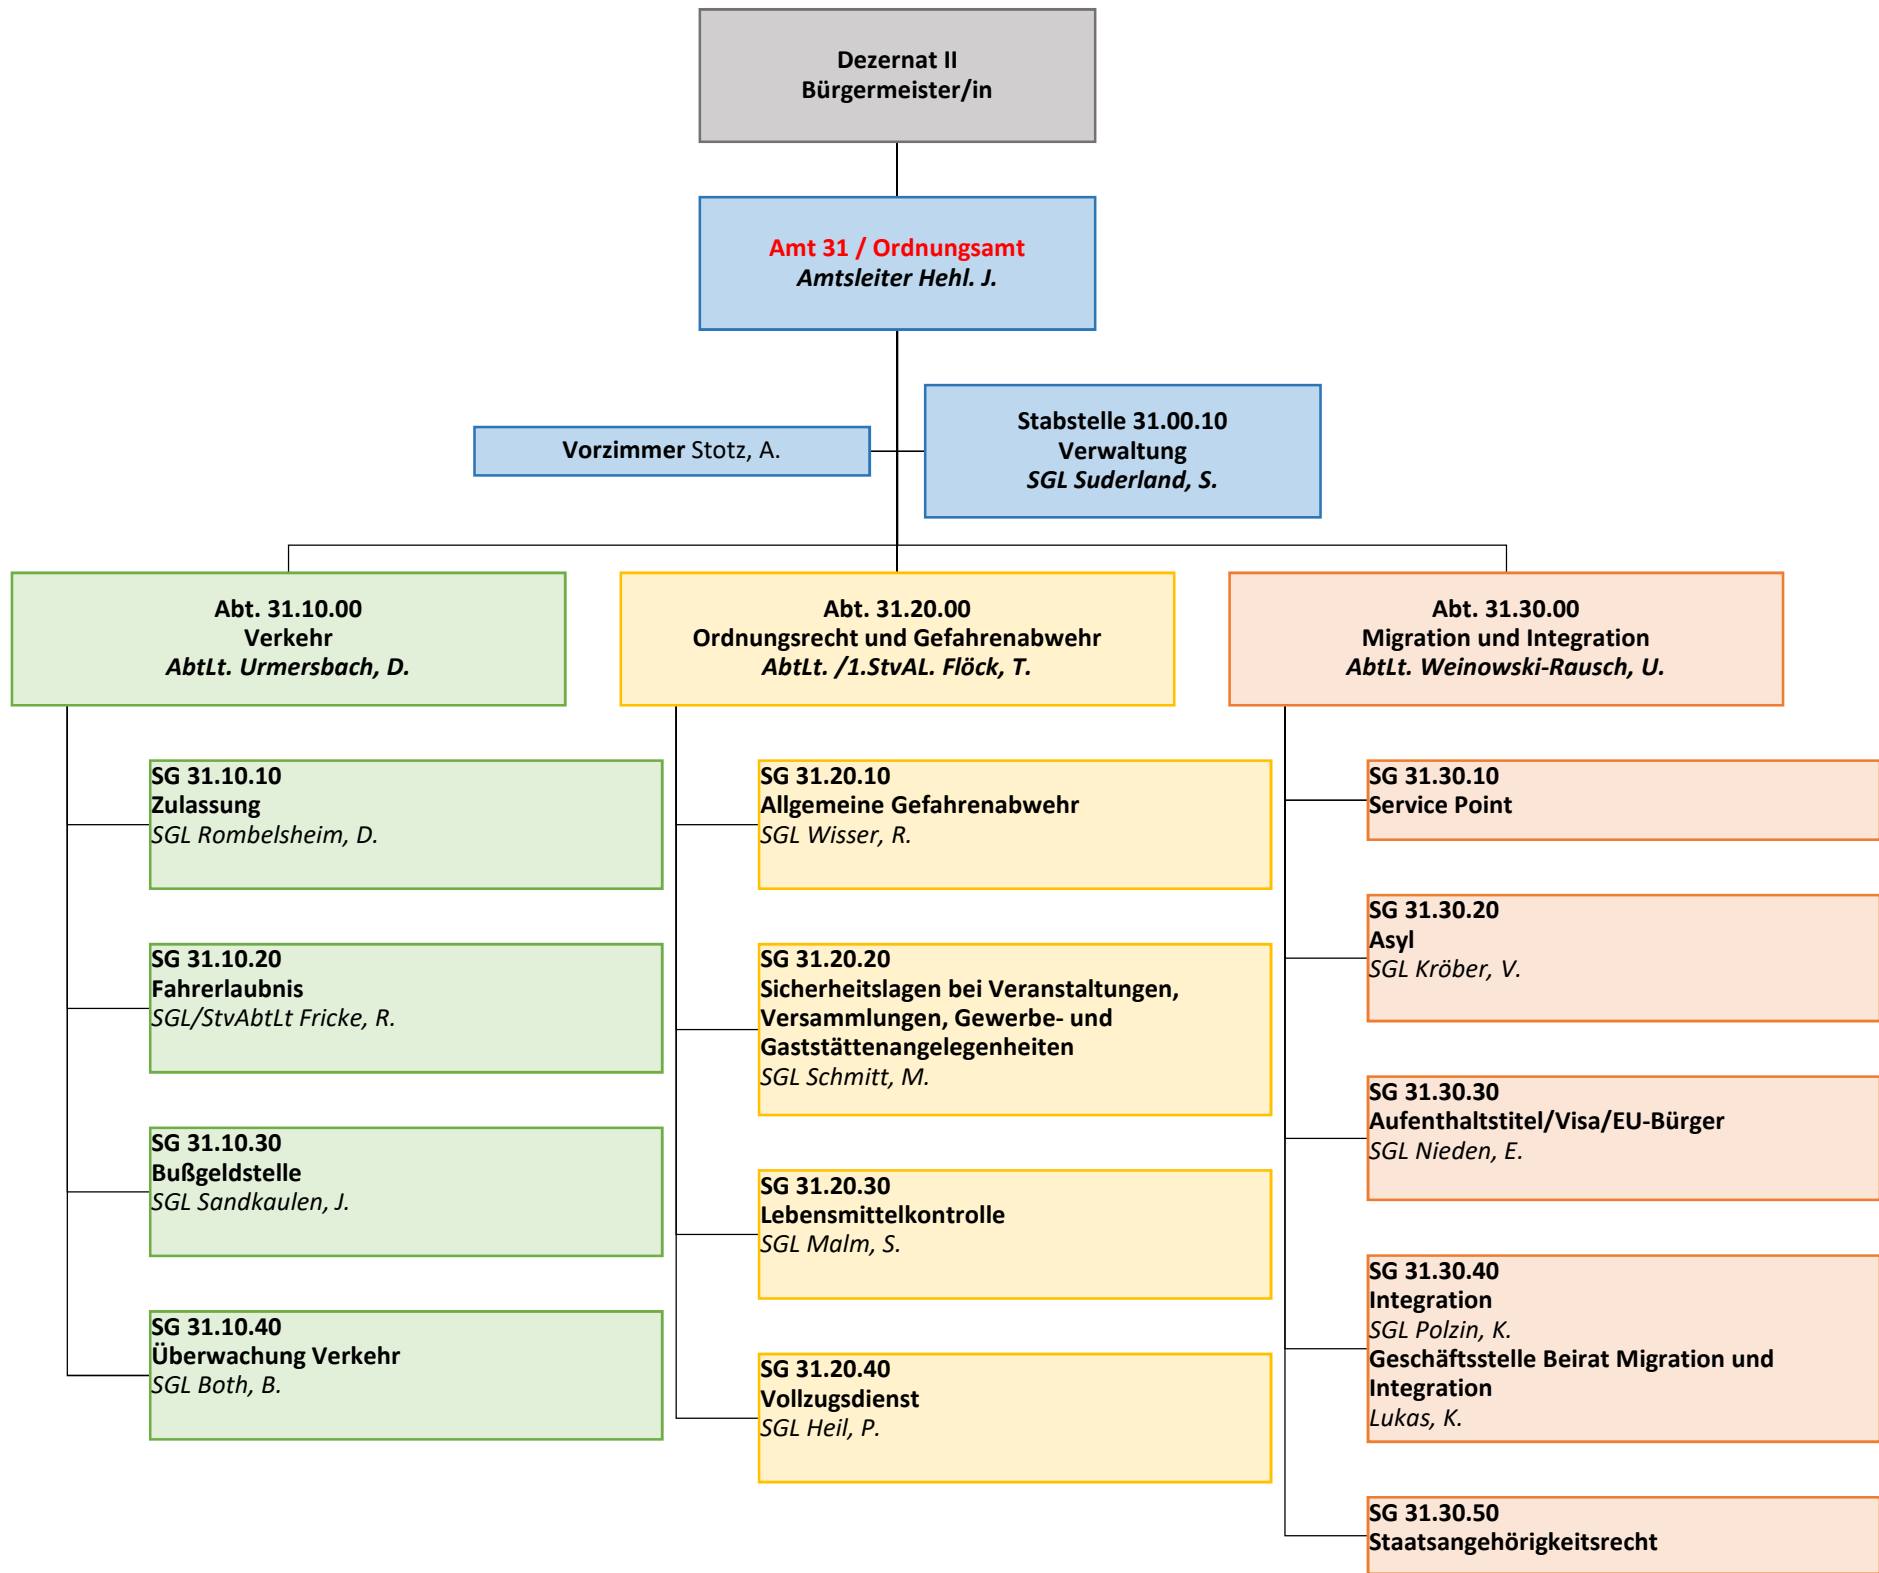 Dezernat II
Bürgermeister/in
Amt 31 / Ordnungsamt
Amtsleiter Hehl. J.
Vorzimmer Stotz, A.
Stabstelle 31.00.10
Verwaltung
SGL Suderland, S.
Abt. 31.10.00
Verkehr
AbtLt. Urmersbach, D.
SG 31.10.10
Zulassung
SGL Rombelsheim, D.
SG 31.10.20
Fahrerlaubnis
SGL/StvAbtLt Fricke, R.
SG 31.10.30
Bußgeldstelle
SGL Sandkaulen, J.
SG 31.10.40
Überwachung Verkehr
SGL Both, B.
Abt. 31.20.00
Ordnungsrecht und Gefahrenabwehr
AbtLt. /1.StvAL. Flöck, T.
SG 31.20.10
Allgemeine Gefahrenabwehr
SGL Wisser, R.
SG 31.20.20
Sicherheitslagen bei Veranstaltungen,
Versammlungen, Gewerbe- und
Gaststättenangelegenheiten
SGL Schmitt, M.
SG 31.20.30
Lebensmittelkontrolle
SGL Malm, S.
SG 31.20.40
Vollzugsdienst
SGL Heil, P.
Abt. 31.30.00
Migration und Integration
AbtLt. Weinowski-Rausch, U.
SG 31.30.10
Service Point
SG 31.30.20
Asyl
SGL Kröber, V.
SG 31.30.30
Aufenthaltstitel/Visa/EU-Bürger
SGL Nieden, E.
SG 31.30.40
Integration
SGL Polzin, K.
Geschäftsstelle Beirat Migration und
Integration
Lukas, K.
SG 31.30.50
Staatsangehörigkeitsrecht